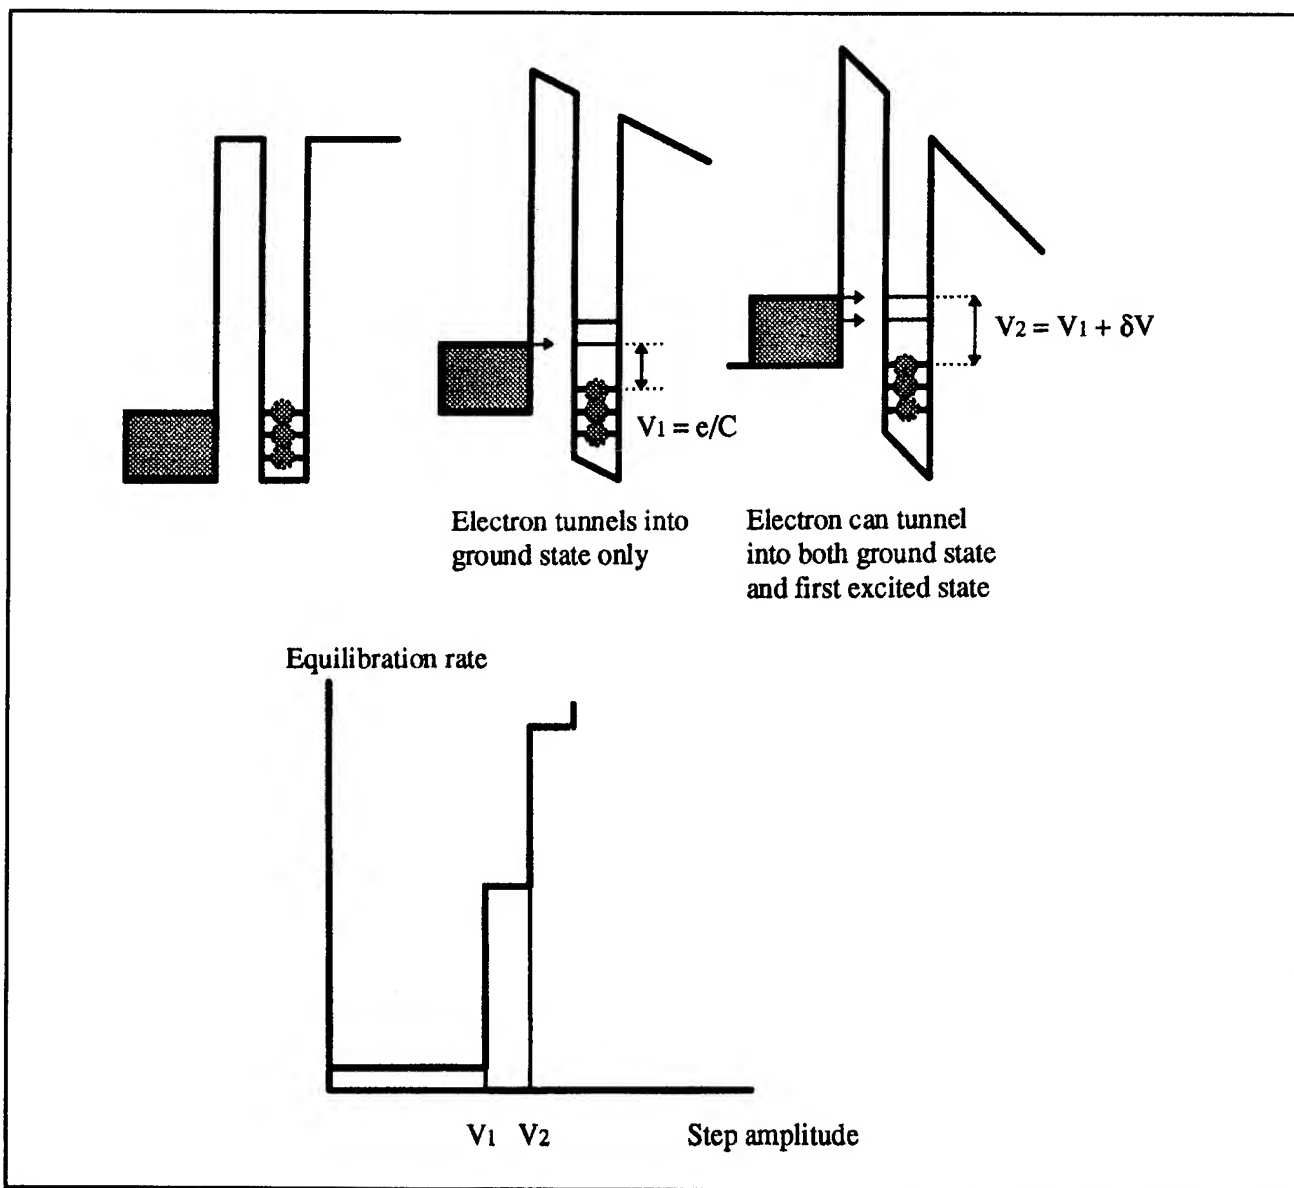 V2 = V1 + δV
V1 = e/C
Electron tunnels into
ground state only
Electron can tunnel
into both ground state
and first excited state
Equilibration rate
V1 V2 Step amplitude